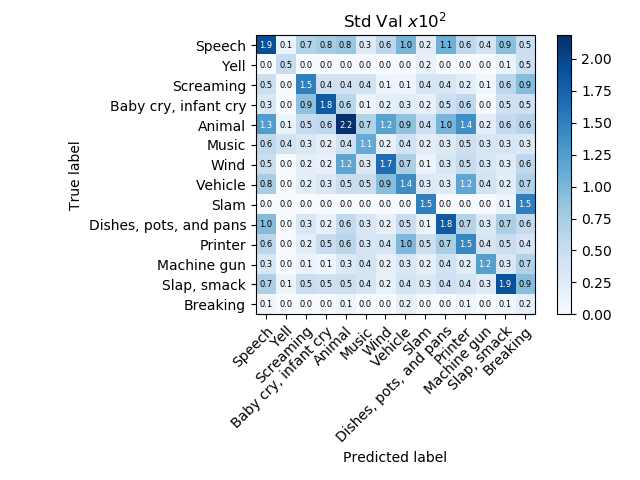 Std Val x10²
Speech 1.9 0.1 0.7 0.8 0.8 0.3 0.6 1.0 0.2 1.1 0.6 0.4 0.9 0.5
Yell 0.0 0.5 0.0 0.0 0.0 0.0 0.0 0.0 0.2 0.0 0.0 0.0 0.1 0.5
Screaming 0.5 0.0 1.5 0.4 0.4 0.4 0.1 0.1 0.4 0.4 0.2 0.1 0.6 0.9
Baby cry, infant cry 0.3 0.0 0.9 1.8 0.6 0.1 0.2 0.3 0.2 0.5 0.6 0.0 0.5 0.5
Animal 1.3 0.1 0.5 0.6 2.2 0.7 1.2 0.9 0.4 1.0 1.4 0.2 0.6 0.6
Music 0.6 0.4 0.3 0.2 0.4 1.1 0.2 0.4 0.2 0.3 0.5 0.3 0.3 0.3
Wind 0.5 0.0 0.2 0.2 1.2 0.3 1.7 0.7 0.1 0.3 0.5 0.3 0.3 0.6
Vehicle 0.8 0.0 0.2 0.3 0.5 0.5 0.9 1.4 0.3 0.3 1.2 0.4 0.2 0.7
Slam 0.0 0.0 0.0 0.0 0.0 0.0 0.0 0.0 1.5 0.0 0.0 0.0 0.1 1.5
Dishes, pots, and pans 1.0 0.0 0.3 0.2 0.6 0.3 0.2 0.5 0.1 1.8 0.7 0.3 0.7 0.6
Printer 0.6 0.0 0.2 0.5 0.6 0.3 0.4 1.0 0.5 0.7 1.5 0.4 0.5 0.4
Machine gun 0.3 0.0 0.1 0.1 0.3 0.4 0.2 0.3 0.2 0.4 0.2 1.2 0.3 0.7
Slap, smack 0.7 0.1 0.5 0.5 0.5 0.4 0.2 0.4 0.3 0.4 0.4 0.3 1.9 0.9
Breaking 0.1 0.0 0.0 0.0 0.1 0.0 0.0 0.2 0.0 0.0 0.1 0.0 0.1 0.2
True label
Speech
Yell
Screaming
Baby cry, infant cry
Animal
Music
Wind
Vehicle
Slam
Dishes, pots, and pans
Printer
Machine gun
Slap, smack
Breaking
Predicted label
2.00
1.75
1.50
1.25
1.00
0.75
0.50
0.25
0.00